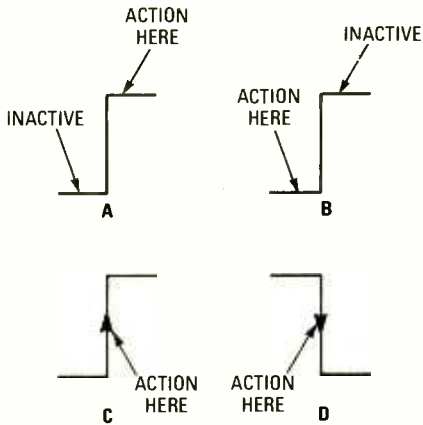 ACTION
HERE
INACTIVE
A
INACTIVE
ACTION
HERE
B
ACTION
HERE
C
ACTION
HERE
D